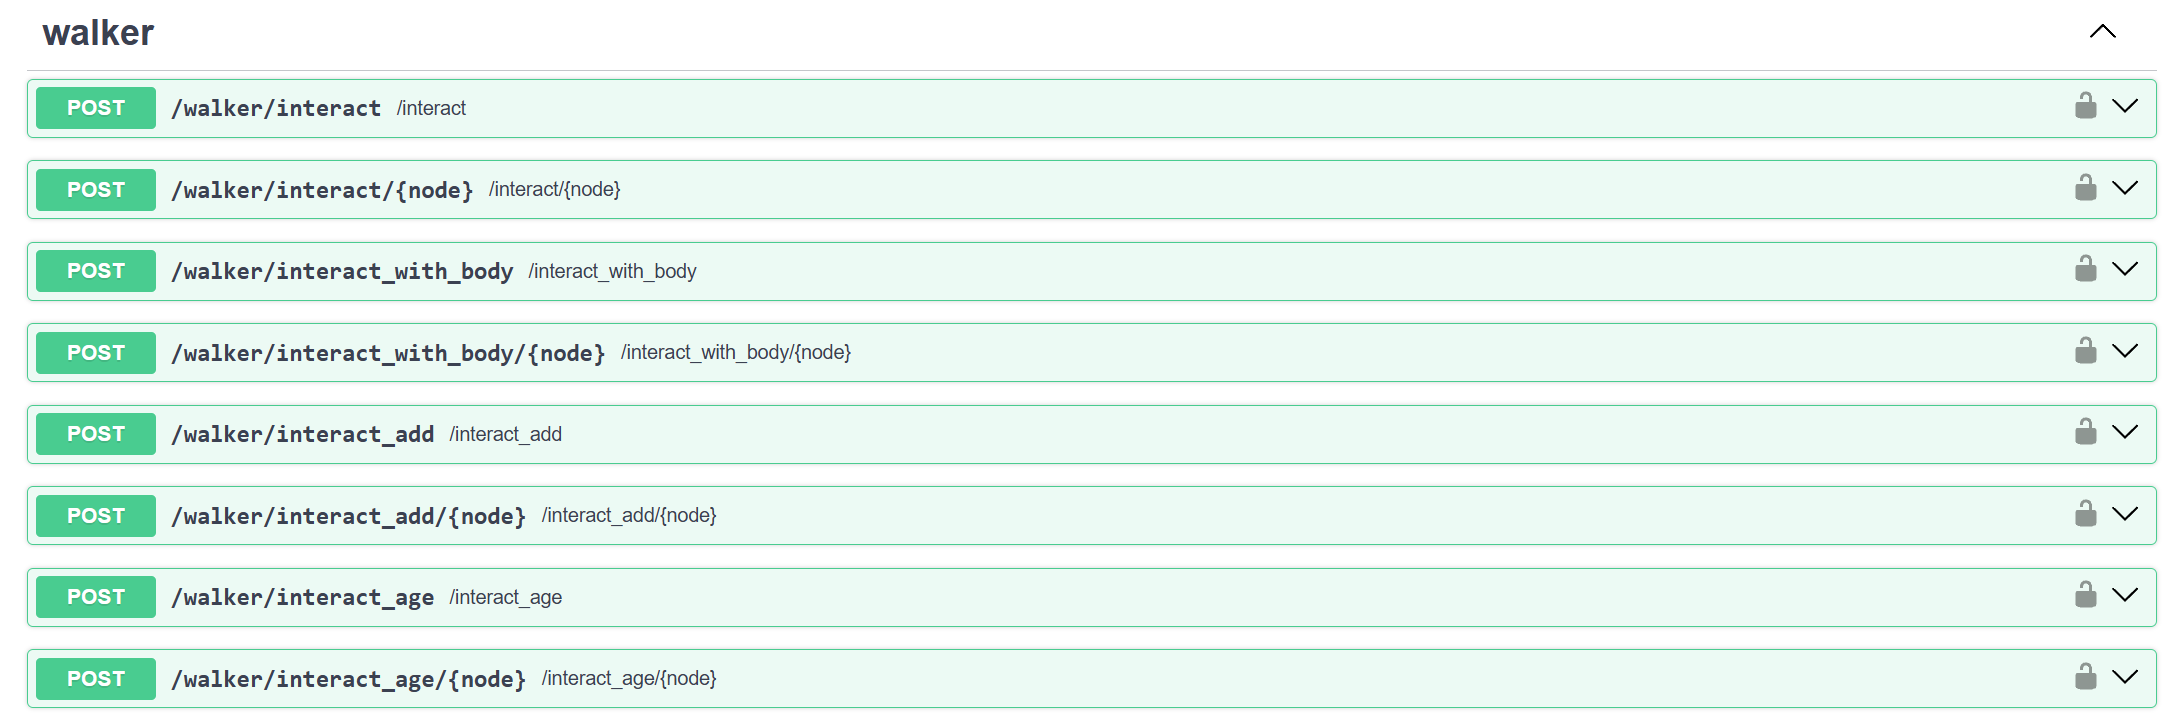 walker
POST /walker/interact /interact
POST /walker/interact/{node} /interact/{node}
POST /walker/interact_with_body /interact_with_body
POST /walker/interact_with_body/{node} /interact_with_body/{node}
POST /walker/interact_add /interact_add
POST /walker/interact_add/{node} /interact_add/{node}
POST /walker/interact_age /interact_age
POST /walker/interact_age/{node} /interact_age/{node}